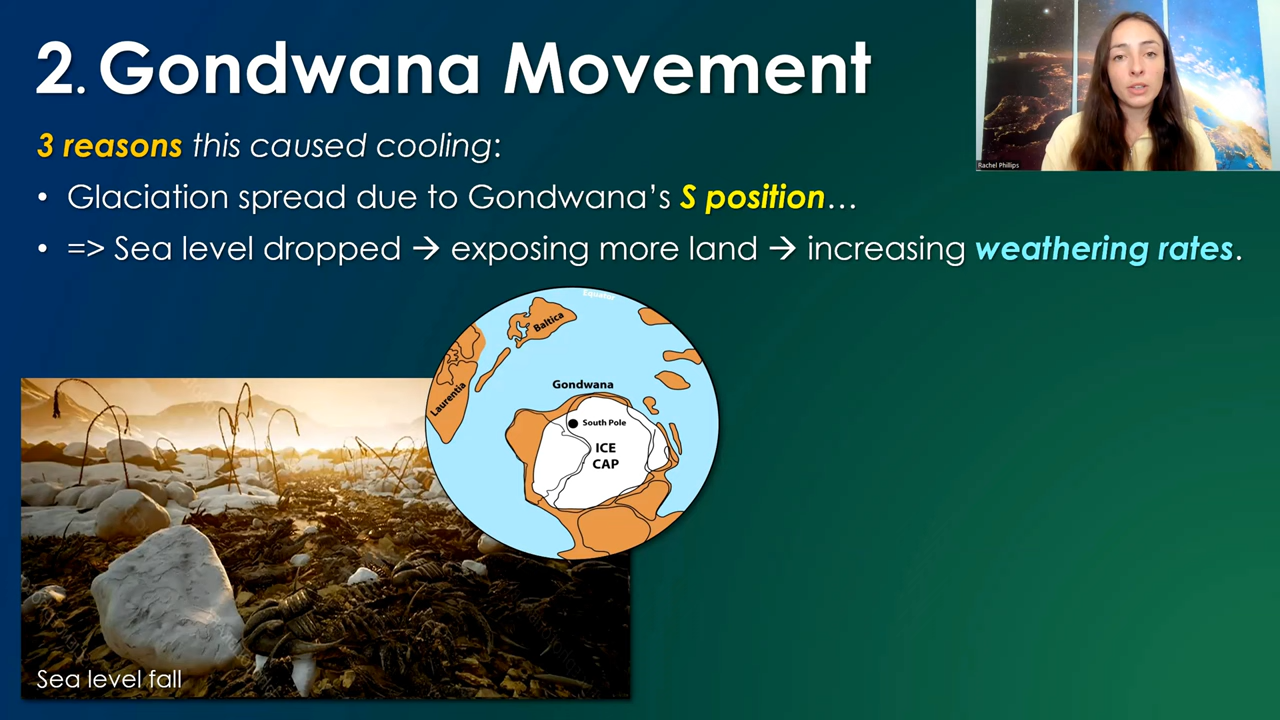 2. Gondwana Movement
Rachel Phillips
3 reasons this caused cooling:
• Glaciation spread due to Gondwana’s S position…
• => Sea level dropped → exposing more land → increasing weathering rates.
Equator
Baltica
Laurentia
Gondwana
South Pole
ICE
CAP
Sea level fall